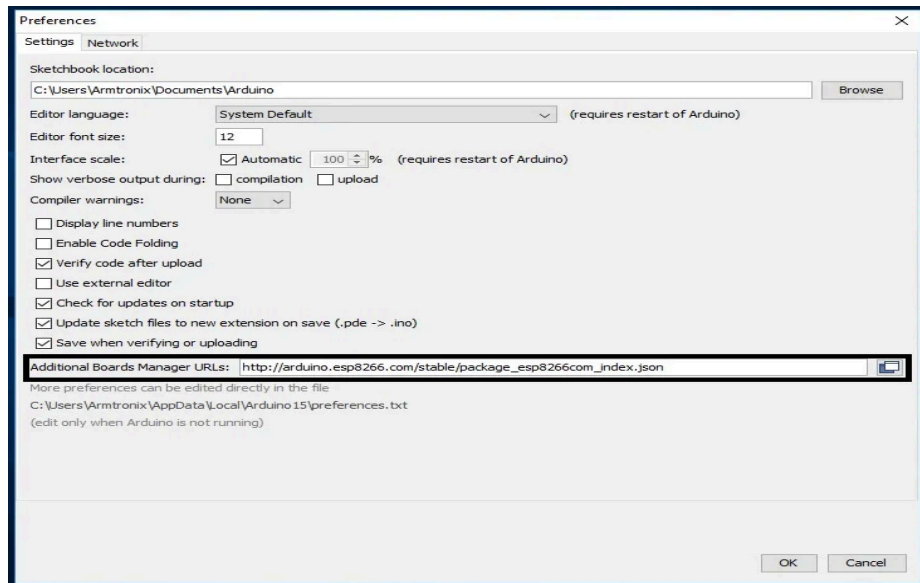 Preferences
Settings Network
Sketchbook location:
C:\Users\Armtronix\Documents\Arduino Browse
Editor language: System Default (requires restart of Arduino)
Editor font size: 12
Interface scale: Automatic 100 % (requires restart of Arduino)
Show verbose output during: compilation upload
Compiler warnings: None
Display line numbers
Enable Code Folding
Verify code after upload
Use external editor
Check for updates on startup
Update sketch files to new extension on save (.pde -> .ino)
Save when verifying or uploading
Additional Boards Manager URLs: http://arduino.esp8266.com/stable/package_esp8266com_index.json
More preferences can be edited directly in the file
C:\Users\Armtronix\AppData\Local\Arduino15\preferences.txt
(edit only when Arduino is not running)
OK Cancel